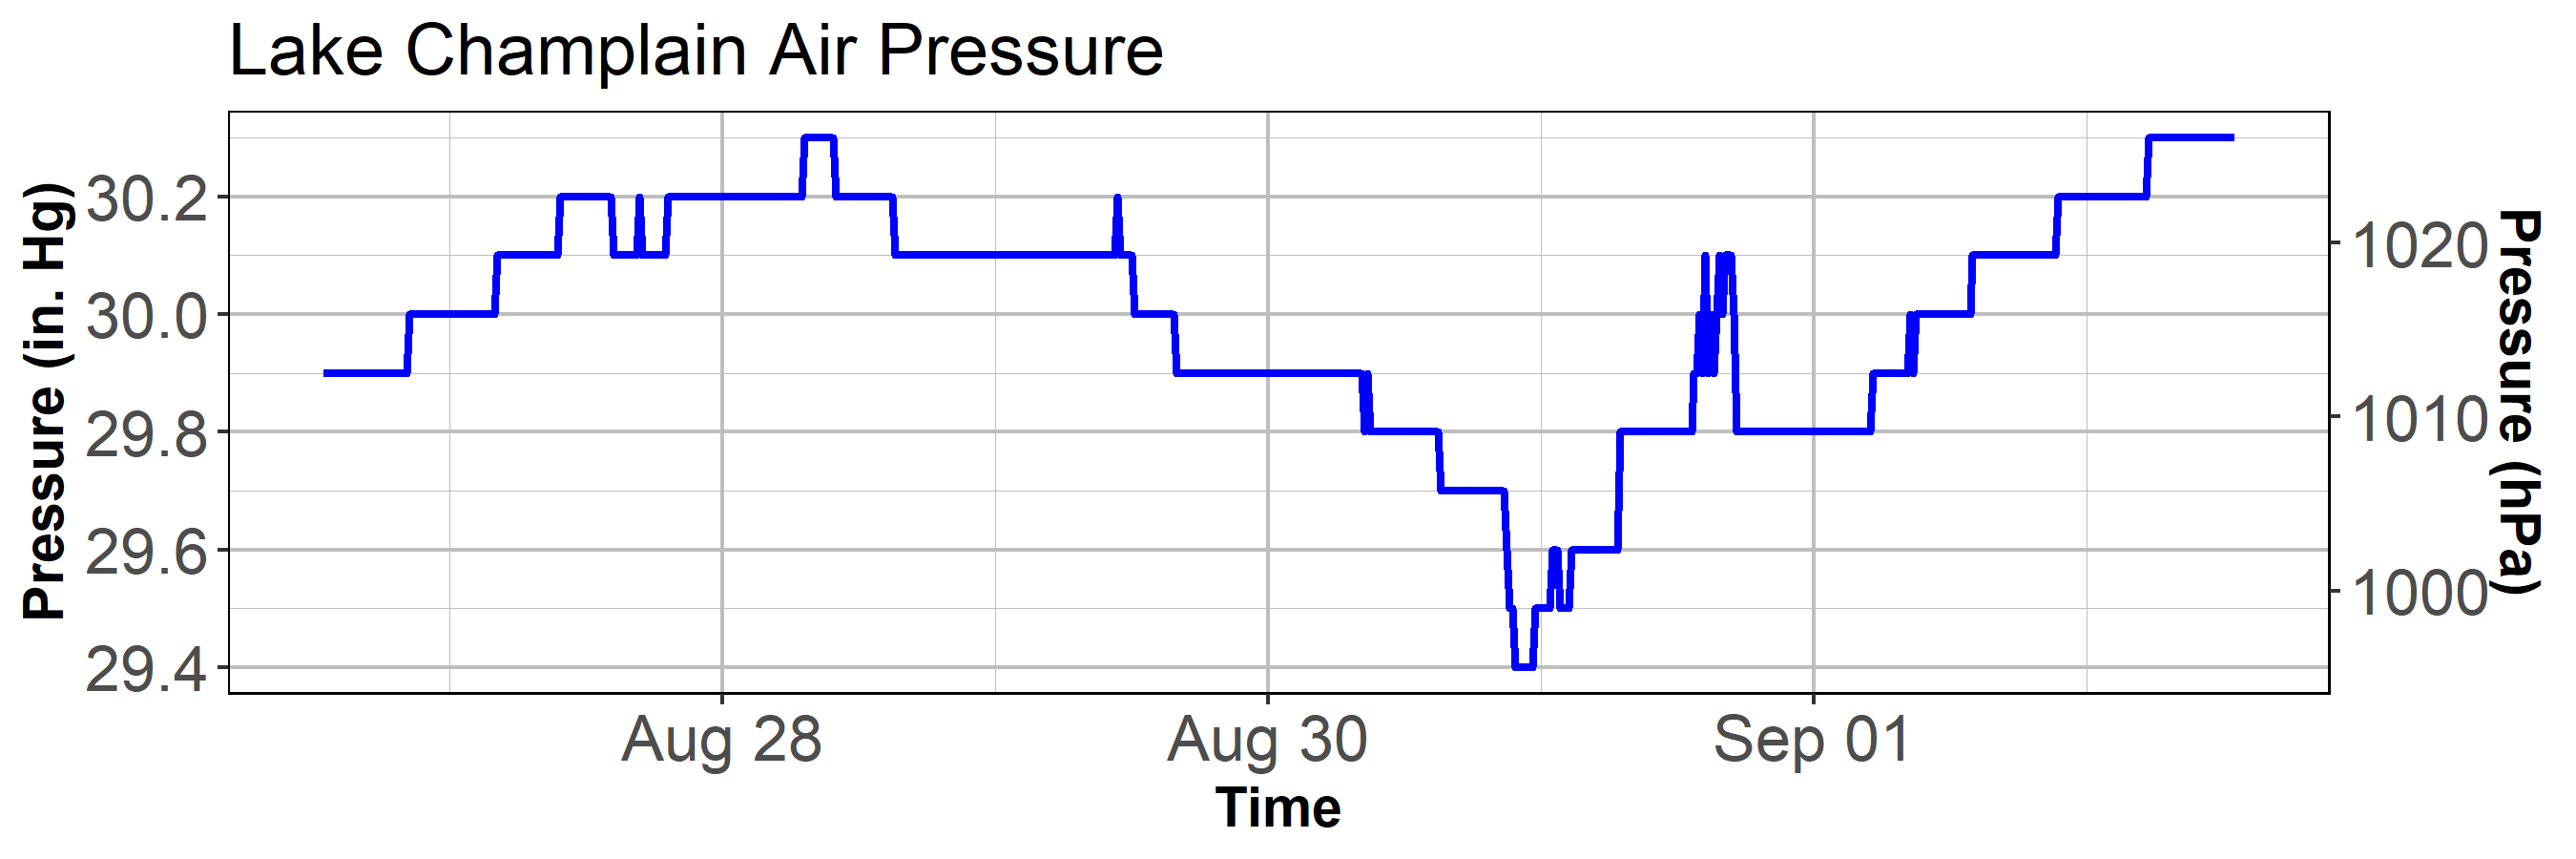 Lake Champlain Air Pressure
Pressure (in. Hg)
30.2
30.0
29.8
29.6
29.4
1020
1010
1000
Pressure (hPa)
Aug 28
Aug 30
Sep 01
Time